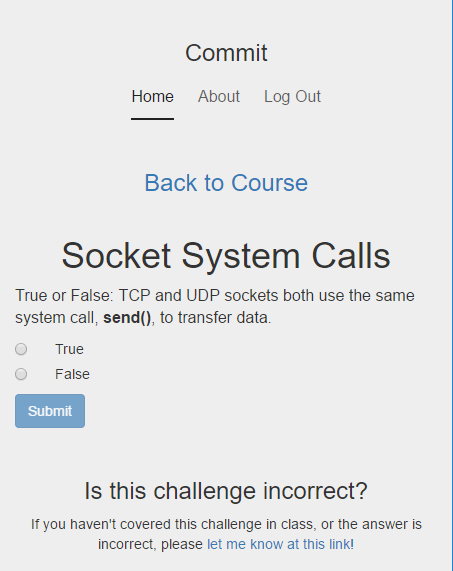 Commit
Home About Log Out
Back to Course
Socket System Calls
True or False: TCP and UDP sockets both use the same
system call, send(), to transfer data.
True
False
Submit
Is this challenge incorrect?
If you haven't covered this challenge in class, or the answer is
incorrect, please let me know at this link!